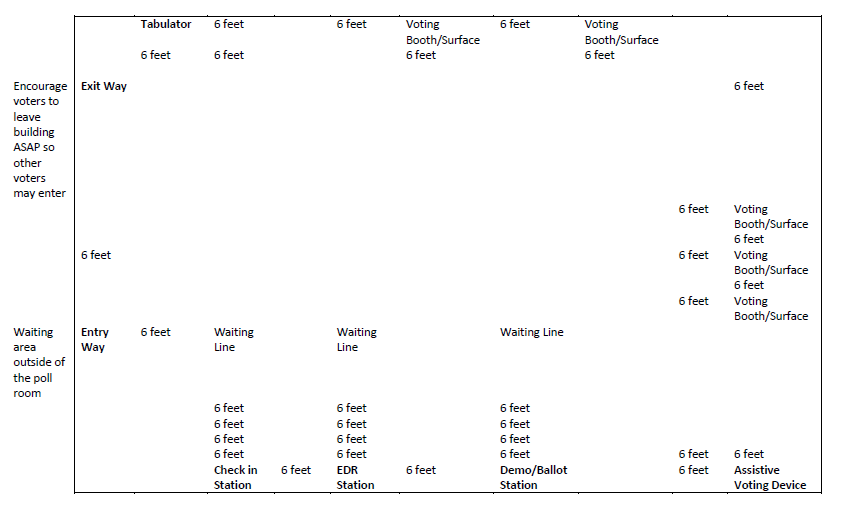 Tabulator 6 feet 6 feet Voting 6 feet Voting
Booth/Surface Booth/Surface
6 feet 6 feet 6 feet 6 feet
Encourage Exit Way 6 feet
voters to
leave
building
ASAP so
other
voters
may enter
6 feet Voting
Booth/Surface
6 feet
6 feet 6 feet Voting
Booth/Surface
6 feet
6 feet Voting
Booth/Surface
Waiting Entry 6 feet Waiting Waiting Waiting Line
area Way Line Line
outside of
the poll
room
6 feet 6 feet 6 feet
6 feet 6 feet 6 feet
6 feet 6 feet 6 feet
6 feet 6 feet 6 feet 6 feet 6 feet
Check in 6 feet EDR 6 feet Demo/Ballot 6 feet Assistive
Station Station Station Voting Device